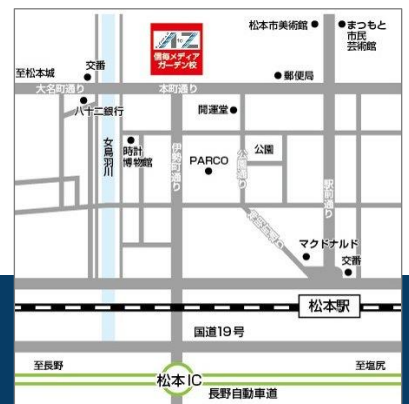 松本市美術館
まつもと
市民
芸術館
AtoZ
信毎メディア
ガーデン校
交番
至松本城
郵便局
大名町通り
本町通り
八十二銀行
開運堂
女鳥羽川
時計
博物館
伊勢町通り
PARCO
公園通り
公園
駅前通り
マクドナルド
交番
松本駅
国道19号
至長野
至塩尻
松本IC
長野自動車道